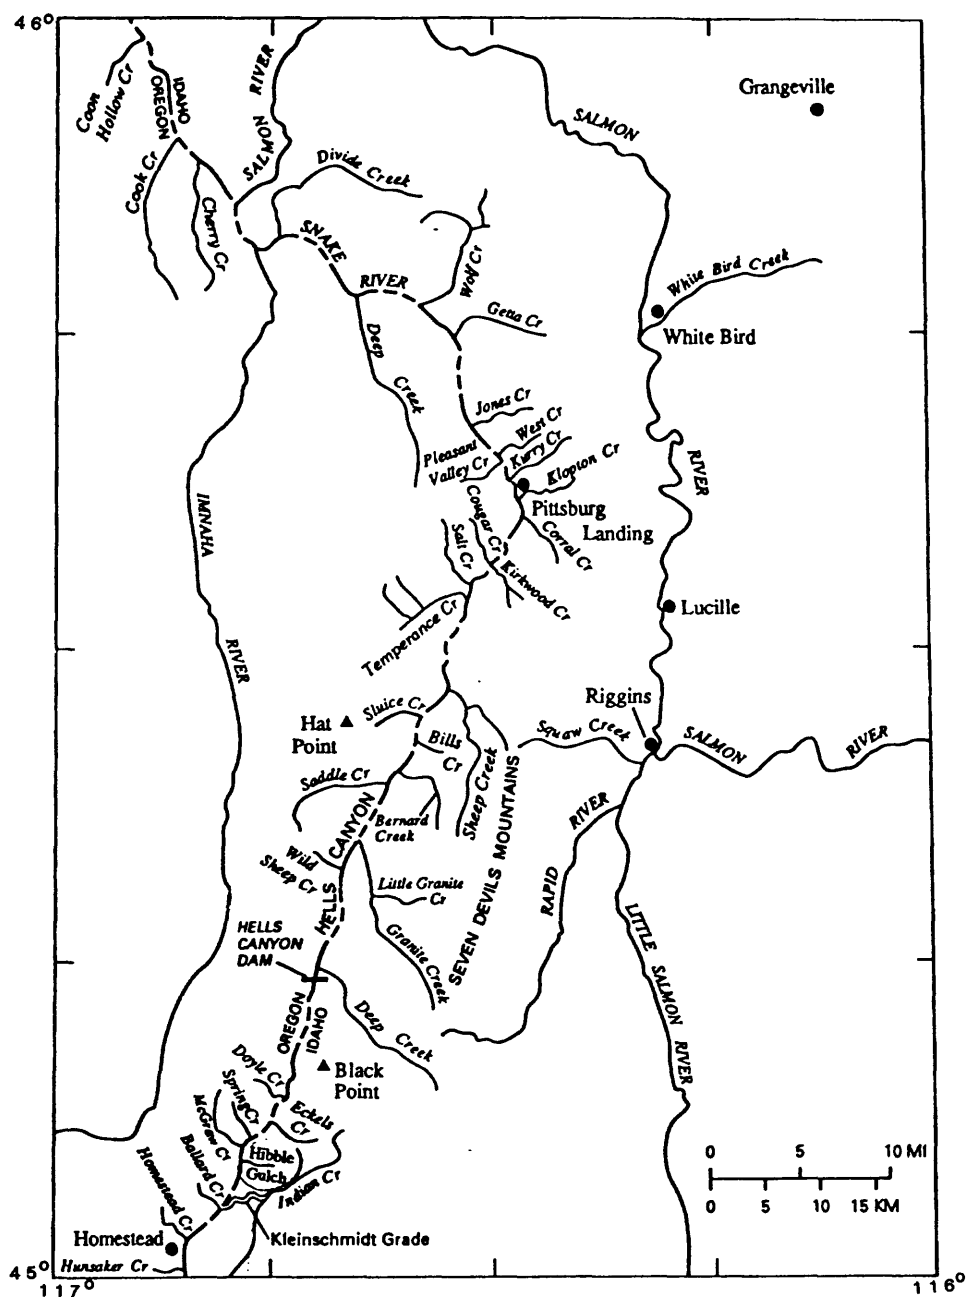 46°
Coon
Hollow Cr
IDAHO
OREGON
SALMON
RIVER
SALMON
Grangeville
Cook Cr
Cherry Cr
Divide Creek
SNAKE
RIVER
Wolf Cr
Getta Cr
White Bird Creek
White Bird
Deep
Creek
Jones Cr
West Cr
Kurry Cr
Pleasant
Valley Cr
Klopton Cr
RIVER
Pittsburg
Landing
IMNAHA
RIVER
Cougar Cr
Salt Cr
Corral Cr
Kirkwood Cr
Lucille
Temperance Cr
Riggins
Hat
Point
Sluice Cr
Bills
Cr
Sheep Creek
SEVEN DEVILS MOUNTAINS
Squaw Creek
SALMON
RIVER
Saddle Cr
Bernard
Creek
HELLS CANYON
Wild
Sheep Cr
Little Granite
Cr
Granite Creek
RAPID
RIVER
LITTLE SALMON RIVER
HELLS
CANYON
DAM
OREGON
IDAHO
Deep Creek
Black
Point
Doyle Cr
Spring Cr
McGraw Cr
Eckels
Cr
Ballard Cr
Hibble
Gulch
Indian Cr
Homestead Cr
Homestead
Kleinschmidt Grade
Hunsaker Cr
0 5 10 MI
0 5 10 15 KM
45°
117°
116°